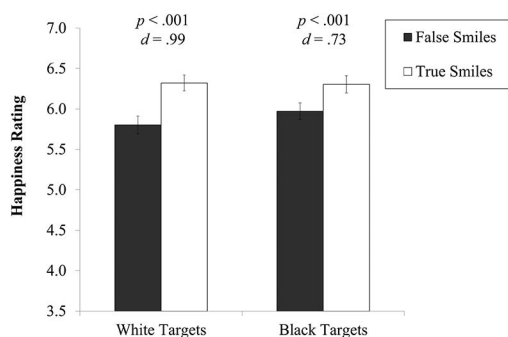 p < .001
d = .99
p < .001
d = .73
False Smiles
True Smiles
Happiness Rating
7.0
6.5
6.0
5.5
5.0
4.5
4.0
3.5
White Targets
Black Targets